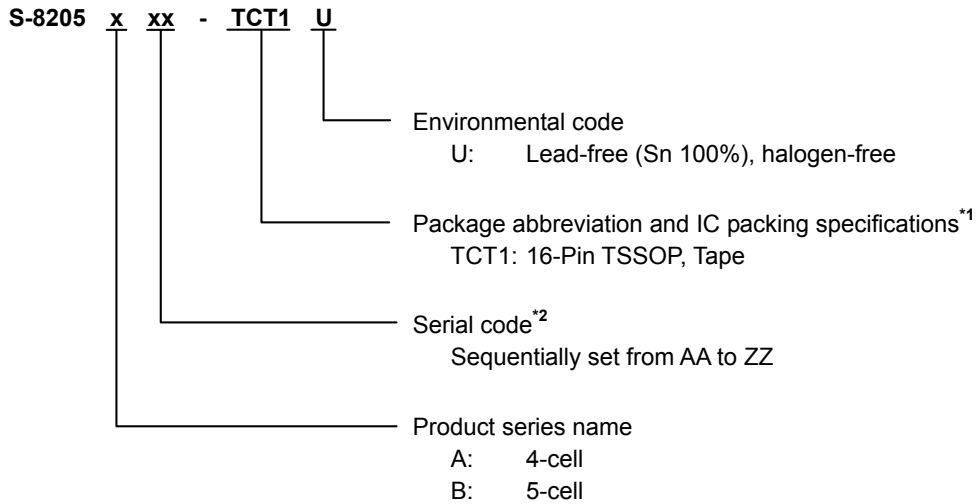 S-8205 x xx - TCT1 U
Environmental code
U: Lead-free (Sn 100%), halogen-free
Package abbreviation and IC packing specifications*1
TCT1: 16-Pin TSSOP, Tape
Serial code*2
Sequentially set from AA to ZZ
Product series name
A: 4-cell
B: 5-cell